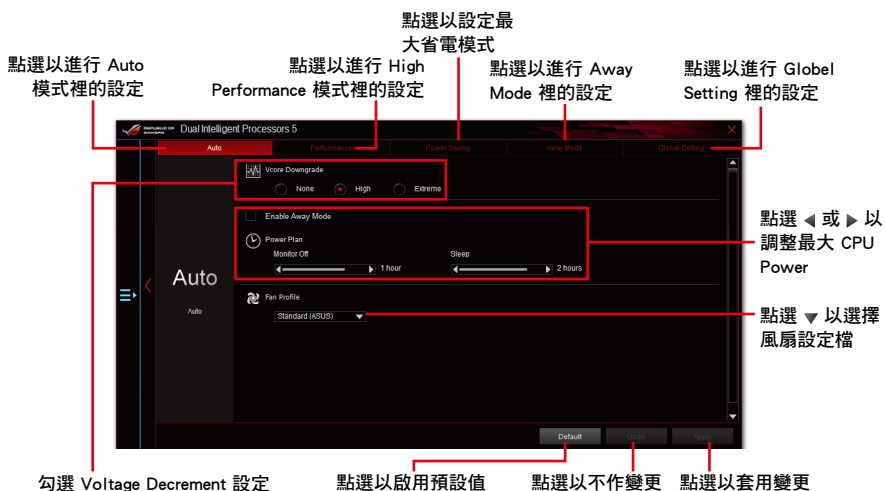 點選以設定最
大省電模式
點選以進行 Auto
模式裡的設定
點選以進行 High
Performance 模式裡的設定
點選以進行 Away
Mode 裡的設定
點選以進行 Globel
Setting 裡的設定
REPUBLIC OF
GAMERS
Dual Intelligent Processors 5
Auto
Performance
Power Saving
Away Mode
Global Setting
Vcore Downgrade
None
High
Extreme
Enable Away Mode
Power Plan
Monitor Off
Sleep
1 hour
2 hours
Auto
Auto
Fan Profile
Standard (ASUS)
點選 ◀ 或 ▶ 以
調整最大 CPU
Power
點選 ▼ 以選擇
風扇設定檔
Default
Undo
Apply
勾選 Voltage Decrement 設定
點選以啟用預設值
點選以不作變更
點選以套用變更